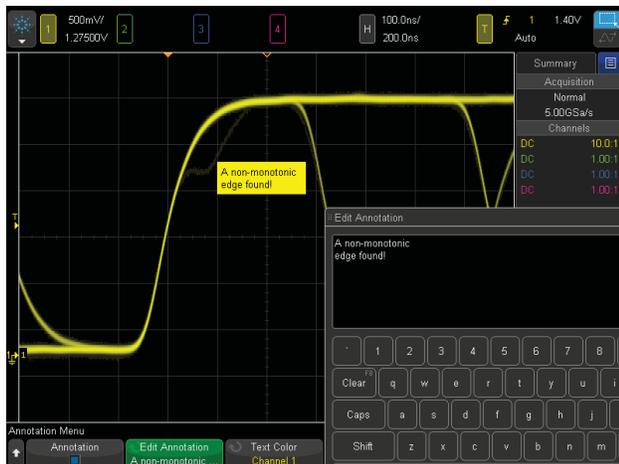 500mV/
1.27500V
1
2
3
4
H
100.0ns/
200.0ns
T
1
1.40V
Auto
Summary
Acquisition
Normal
5.00GSa/s
Channels
DC 10.0:1
DC 1.00:1
DC 1.00:1
DC 1.00:1
A non-monotonic
edge found!
T
1
Edit Annotation
A non-monotonic
edge found!
` 1 2 3 4 5 6 7 8
Clear F8 q w e r t y u i
Caps a s d f g h j
Shift z x c v b n m
Annotation Menu
Annotation
Edit Annotation
A non-monotonic
Text Color
Channel 1